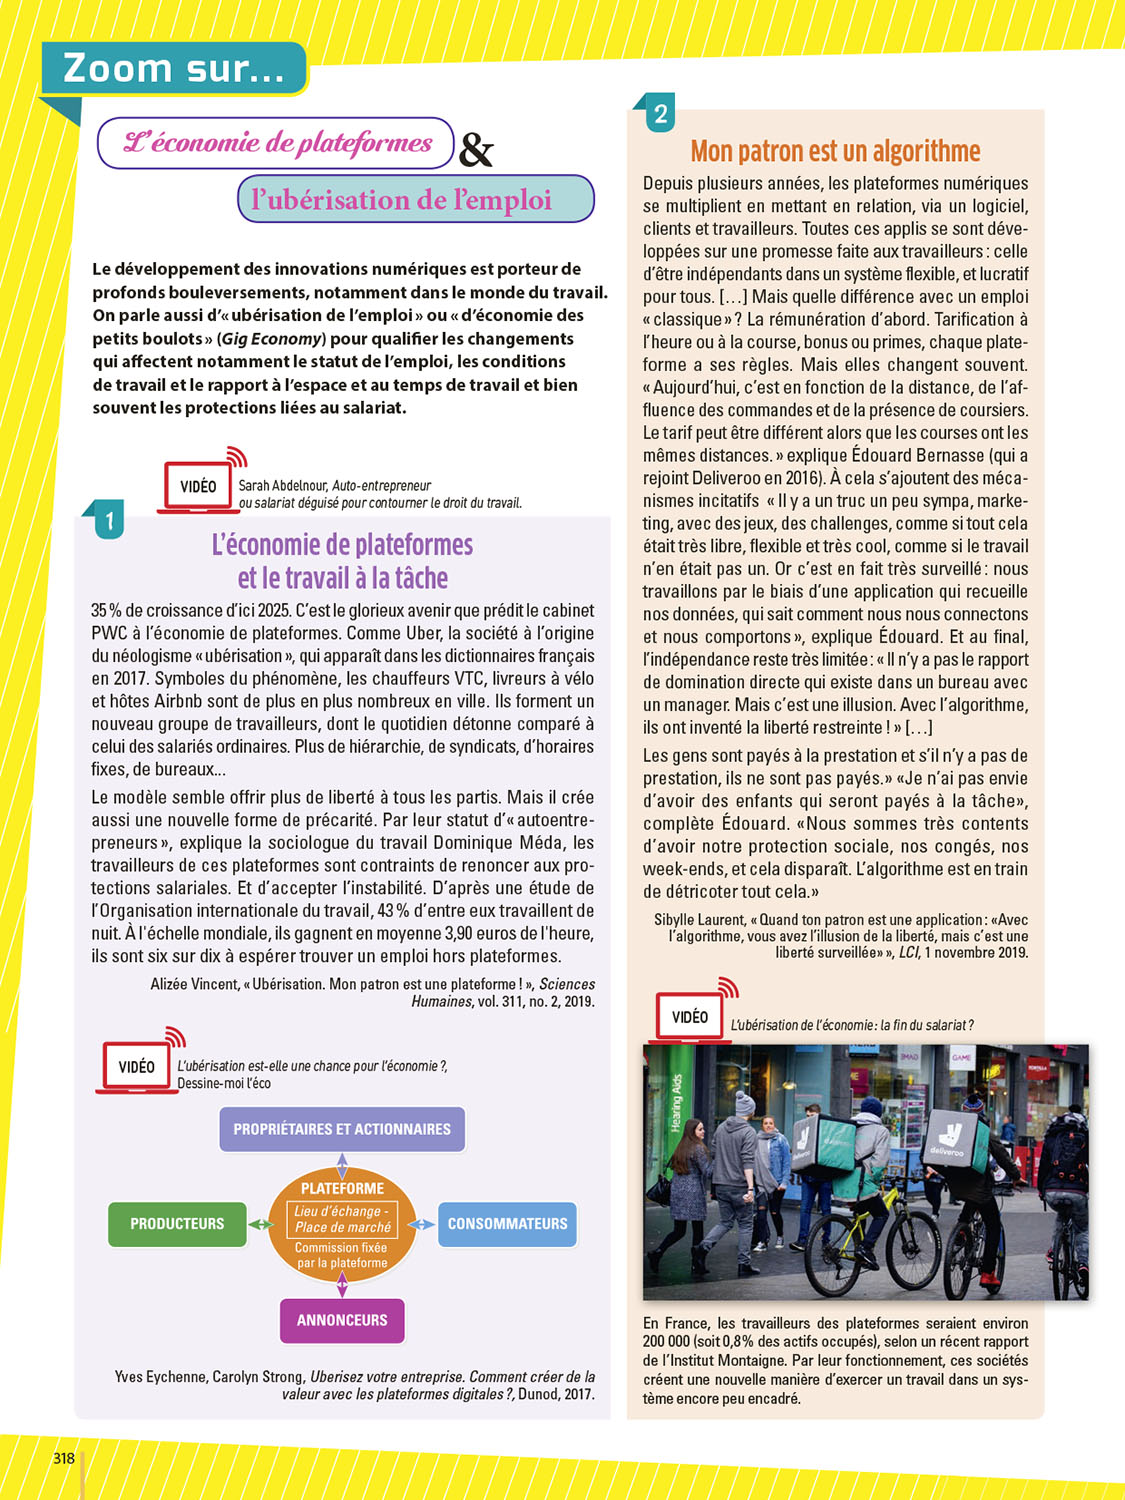 Zoom sur...
L'économie de plateformes
&
l'ubérisation de l'emploi
Le développement des innovations numériques est porteur de
profonds bouleversements, notamment dans le monde du travail.
On parle aussi d'« ubérisation de l'emploi » ou « d'économie des
petits boulots » (Gig Economy) pour qualifier les changements
qui affectent notamment le statut de l'emploi, les conditions
de travail et le rapport à l'espace et au temps de travail et bien
souvent les protections liées au salariat.
VIDÉO
Sarah Abdelnour, Auto-entrepreneur
ou salariat déguisé pour contourner le droit du travail.
1
L'économie de plateformes
et le travail à la tâche
35 % de croissance d'ici 2025. C'est le glorieux avenir que prédit le cabinet
PWC à l'économie de plateformes. Comme Uber, la société à l'origine
du néologisme « ubérisation », qui apparaît dans les dictionnaires français
en 2017. Symboles du phénomène, les chauffeurs VTC, livreurs à vélo
et hôtes Airbnb sont de plus en plus nombreux en ville. Ils forment un
nouveau groupe de travailleurs, dont le quotidien détonne comparé à
celui des salariés ordinaires. Plus de hiérarchie, de syndicats, d'horaires
fixes, de bureaux...
Le modèle semble offrir plus de liberté à tous les partis. Mais il crée
aussi une nouvelle forme de précarité. Par leur statut d'« autoentre-
preneurs », explique la sociologue du travail Dominique Méda, les
travailleurs de ces plateformes sont contraints de renoncer aux pro-
tections salariales. Et d'accepter l'instabilité. D'après une étude de
l'Organisation internationale du travail, 43 % d'entre eux travaillent de
nuit. À l'échelle mondiale, ils gagnent en moyenne 3,90 euros de l'heure,
ils sont six sur dix à espérer trouver un emploi hors plateformes.
Alizée Vincent, « Ubérisation. Mon patron est une plateforme ! », Sciences
Humaines, vol. 311, no. 2, 2019.
VIDÉO
L'ubérisation est-elle une chance pour l'économie ?,
Dessine-moi l'éco
PROPRIÉTAIRES ET ACTIONNAIRES
PLATEFORME
Lieu d'échange -
Place de marché
Commission fixée
par la plateforme
PRODUCTEURS
CONSOMMATEURS
ANNONCEURS
Yves Eychenne, Carolyn Strong, Uberisez votre entreprise. Comment créer de la
valeur avec les plateformes digitales ?, Dunod, 2017.
2
Mon patron est un algorithme
Depuis plusieurs années, les plateformes numériques
se multiplient en mettant en relation, via un logiciel,
clients et travailleurs. Toutes ces applis se sont déve-
loppées sur une promesse faite aux travailleurs : celle
d'être indépendants dans un système flexible, et lucratif
pour tous. [...] Mais quelle différence avec un emploi
« classique » ? La rémunération d'abord. Tarification à
l'heure ou à la course, bonus ou primes, chaque plate-
forme a ses règles. Mais elles changent souvent.
« Aujourd'hui, c'est en fonction de la distance, de l'af-
fluence des commandes et de la présence de coursiers.
Le tarif peut être différent alors que les courses ont les
mêmes distances. » explique Édouard Bernasse (qui a
rejoint Deliveroo en 2016). À cela s'ajoutent des méca-
nismes incitatifs « Il y a un truc un peu sympa, marke-
ting, avec des jeux, des challenges, comme si tout cela
était très libre, flexible et très cool, comme si le travail
n'en était pas un. Or c'est en fait très surveillé : nous
travaillons par le biais d'une application qui recueille
nos données, qui sait comment nous nous connectons
et nous comportons », explique Édouard. Et au final,
l'indépendance reste très limitée : « Il n'y a pas le rapport
de domination directe qui existe dans un bureau avec
un manager. Mais c'est une illusion. Avec l'algorithme,
ils ont inventé la liberté restreinte ! » [...]
Les gens sont payés à la prestation et s'il n'y a pas de
prestation, ils ne sont pas payés.» «Je n'ai pas envie
d'avoir des enfants qui seront payés à la tâche»,
complète Édouard. «Nous sommes très contents
d'avoir notre protection sociale, nos congés, nos
week-ends, et cela disparaît. L'algorithme est en train
de détricoter tout cela.»
Sibylle Laurent, « Quand ton patron est une application : «Avec
l'algorithme, vous avez l'illusion de la liberté, mais c'est une
liberté surveillée» », LCI, 1 novembre 2019.
VIDÉO
L'ubérisation de l'économie : la fin du salariat ?
Hearing Aids
GAME
deliveroo
deliveroo
En France, les travailleurs des plateformes seraient environ
200 000 (soit 0,8 % des actifs occupés), selon un récent rapport
de l'Institut Montaigne. Par leur fonctionnement, ces sociétés
créent une nouvelle manière d'exercer un travail dans un sys-
tème encore peu encadré.
318